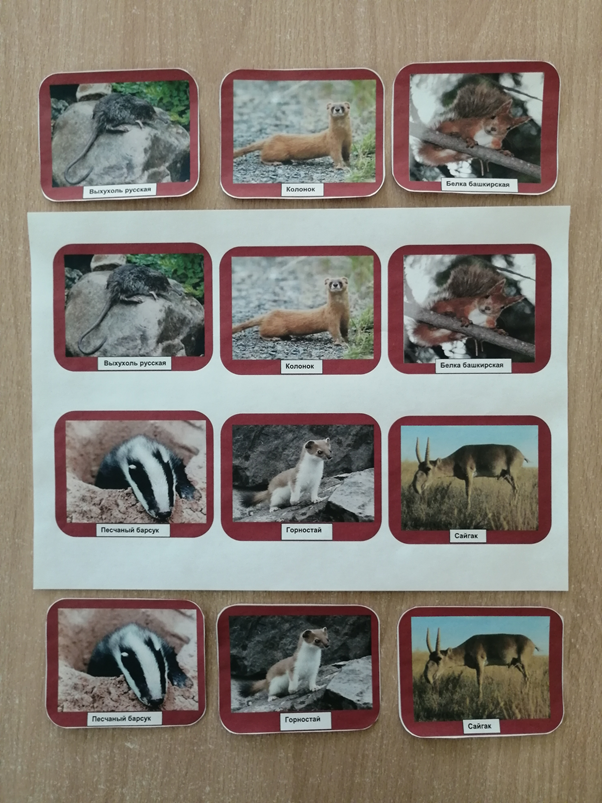 Выхухоль русская
Колонок
Белка башкирская
Выхухоль русская
Колонок
Белка башкирская
Песчаный барсук
Горностай
Сайгак
Песчаный барсук
Горностай
Сайгак